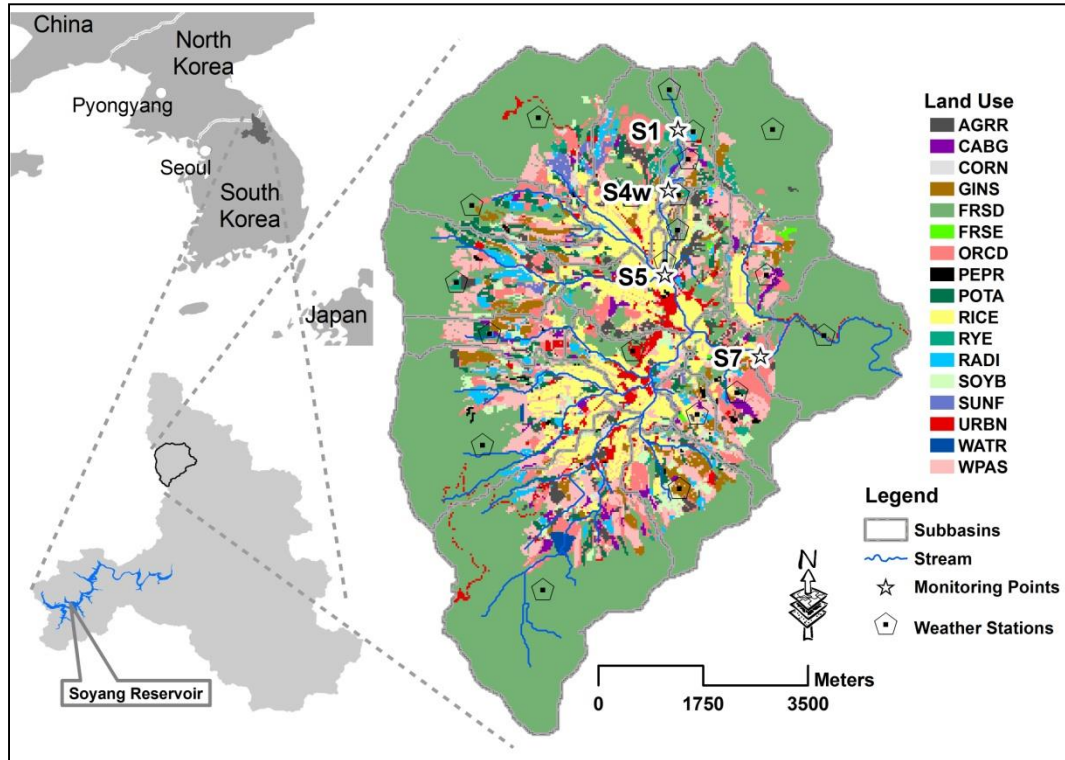 China
North
Korea
Pyongyang
Seoul
South
Korea
Japan
Soyang Reservoir
S1
S4w
S5
S7
Land Use
AGRR
CABG
CORN
GINS
FRSD
FRSE
ORCD
PEPR
POTA
RICE
RYE
RADI
SOYB
SUNF
URBN
WATR
WPAS
Legend
Subbasins
Stream
Monitoring Points
Weather Stations
N
Meters
0 1750 3500